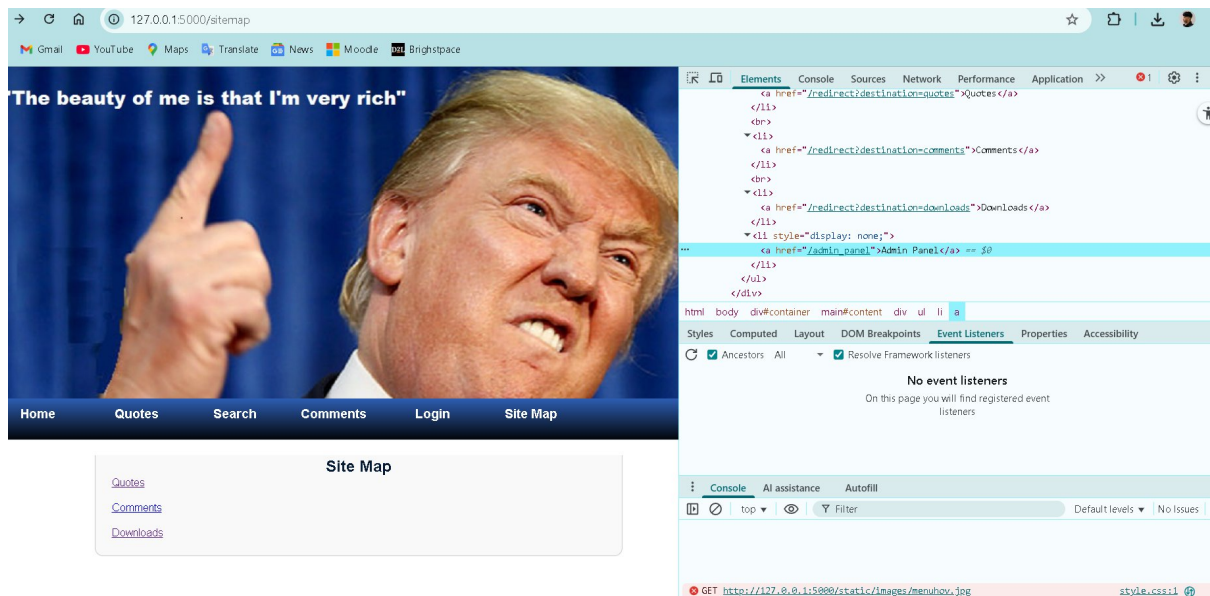 127.0.0.1:5000/sitemap
Gmail YouTube Maps Translate News Moodle DZL Brighstpace
"The beauty of me is that I'm very rich"
Home Quotes Search Comments Login Site Map
Site Map
Quotes
Comments
Downloads
Elements Console Sources Network Performance Application >> 1
<a href="/redirect?destination=quotes">Quotes</a>
</li>
<br>
▼<li>
<a href="/redirect?destination=comments">Comments</a>
</li>
<br>
▼<li>
<a href="/redirect?destination=downloads">Downloads</a>
</li>
▼<li style="display: none;">
... <a href="/admin_panel">Admin Panel</a> == $0
</li>
</ul>
</div>
html body div#container main#content div ul li a
Styles Computed Layout DOM Breakpoints Event Listeners Properties Accessibility
Ancestors All ▼ Resolve Framework listeners
No event listeners
On this page you will find registered event
listeners
Console AI assistance Autofill
top ▼ Filter Default levels ▼ No Issues
GET http://127.0.0.1:5000/static/images/menuhov.jpg style.css:1